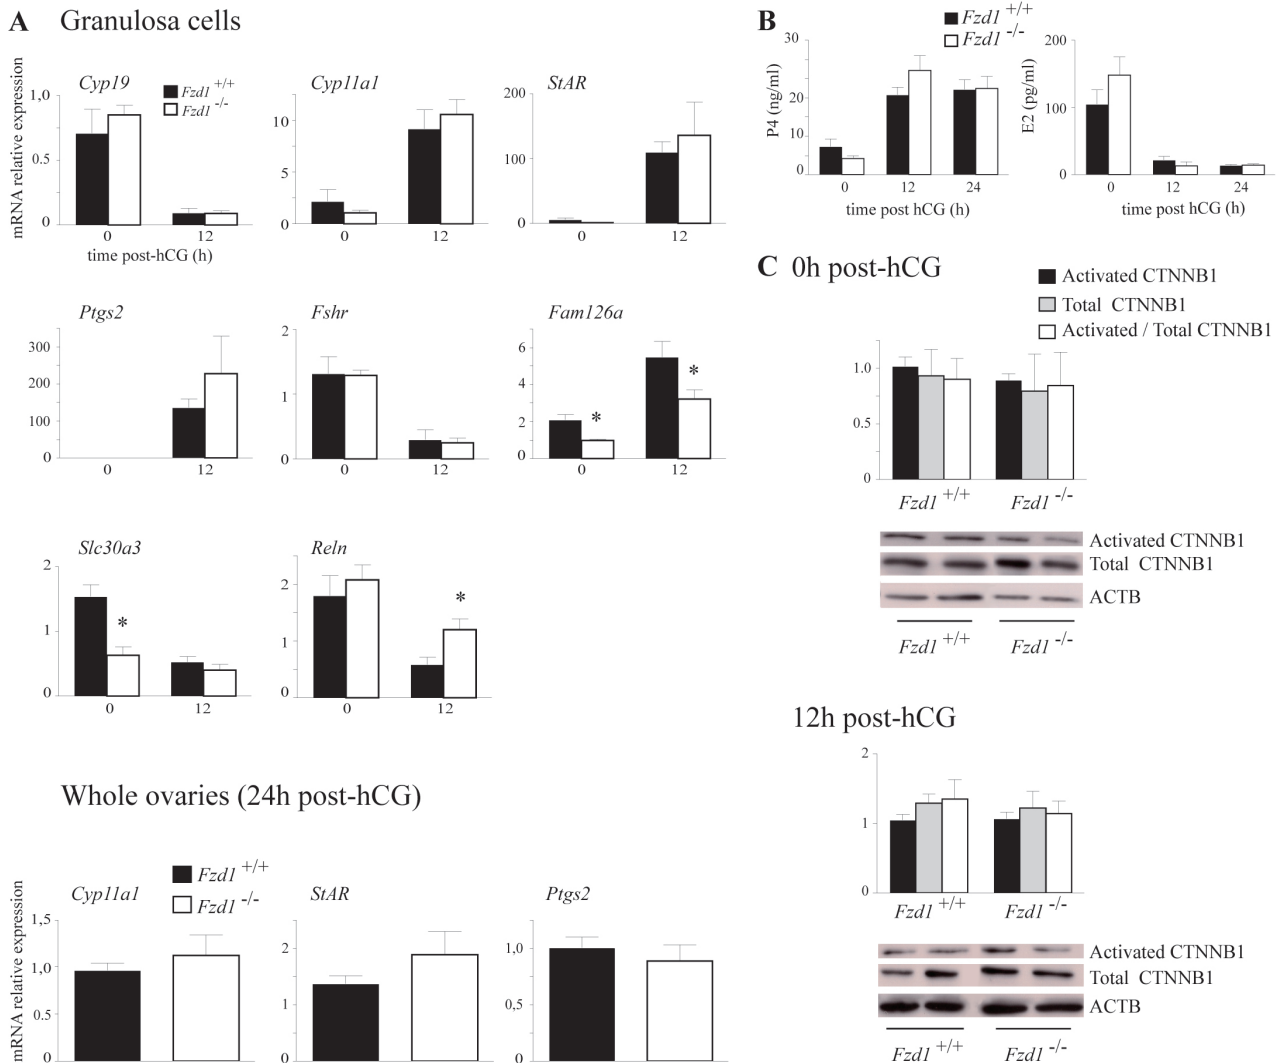 A Granulosa cells
mRNA relative expression
Cyp19
Fzd1 +/+
Fzd1 -/-
1,0
0,5
0
0 12
time post-hCG (h)
Cyp11a1
10
5
0
0 12
StAR
200
100
0
0 12
Ptgs2
300
200
100
0
0 12
Fshr
2
1
0
0 12
Fam126a
6
4
2
0
* *
0 12
Slc30a3
2
1
0
*
0 12
Reln
2
1
0
*
0 12
Whole ovaries (24h post-hCG)
Fzd1 +/+
Fzd1 -/-
mRNA relative expression
Cyp11a1
1,5
1,0
0,5
0
StAR
2
1
0
Ptgs2
1,0
0,5
0
B
Fzd1 +/+
Fzd1 -/-
P4 (ng/ml)
30
20
10
0
0 12 24
time post hCG (h)
E2 (pg/ml)
200
100
0
0 12 24
time post hCG (h)
C 0h post-hCG
Activated CTNNB1
Total CTNNB1
Activated / Total CTNNB1
1.0
0.5
0
Fzd1 +/+ Fzd1 -/-
Activated CTNNB1
Total CTNNB1
ACTB
Fzd1 +/+ Fzd1 -/-
12h post-hCG
2
1
0
Fzd1 +/+ Fzd1 -/-
Activated CTNNB1
Total CTNNB1
ACTB
Fzd1 +/+ Fzd1 -/-